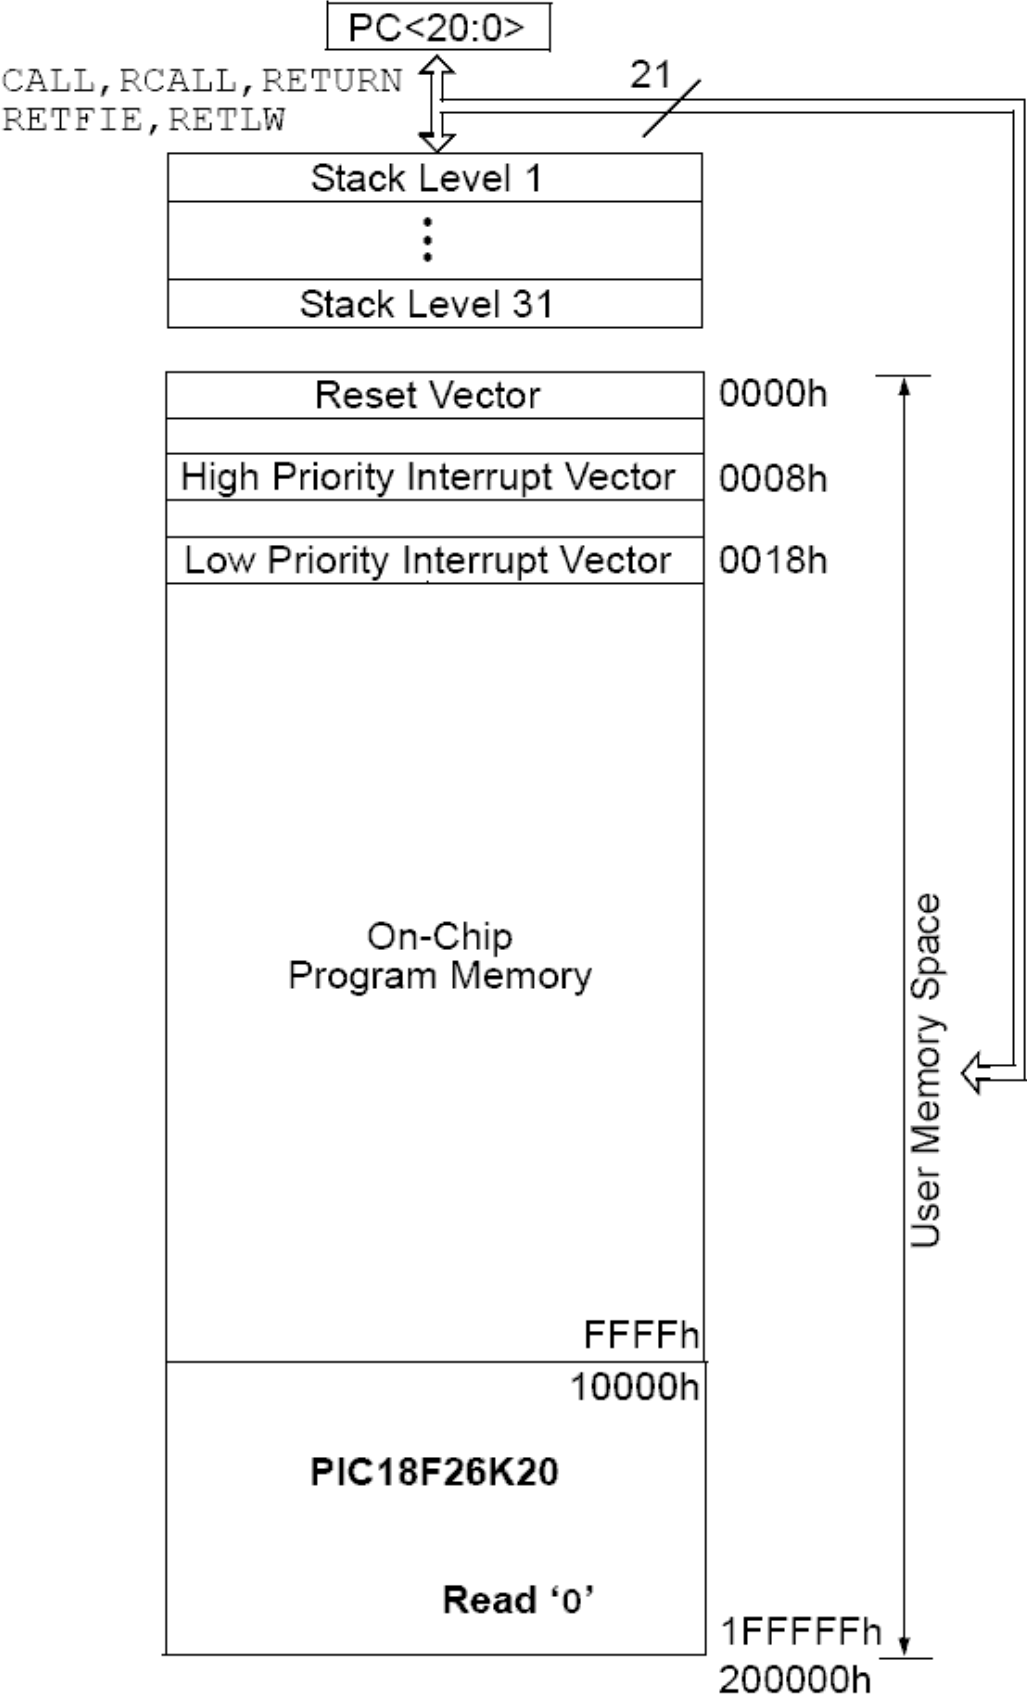 PC<20:0>
CALL,RCALL,RETURN
RETFIE,RETLW
21
Stack Level 1
Stack Level 31
Reset Vector
0000h
High Priority Interrupt Vector
0008h
Low Priority Interrupt Vector
0018h
On-Chip
Program Memory
User Memory Space
FFFFh
10000h
PIC18F26K20
Read ‘0’
1FFFFFh
200000h